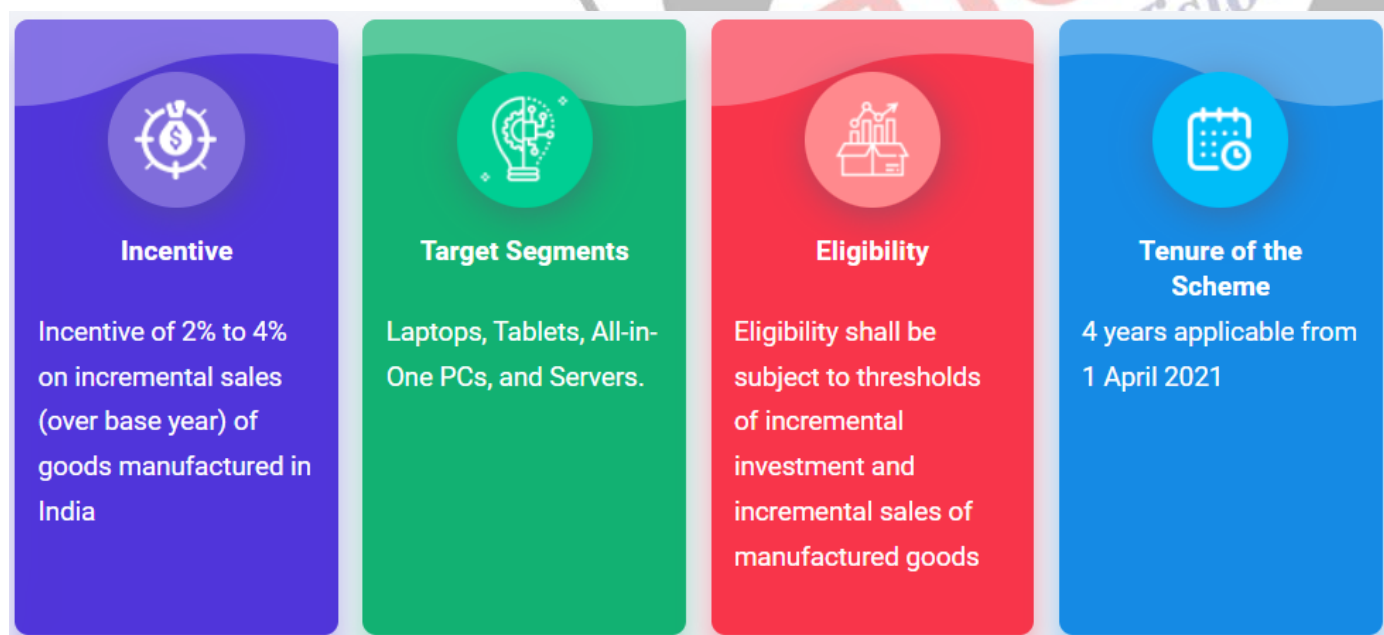 Incentive
Incentive of 2% to 4%
on incremental sales
(over base year) of
goods manufactured in
India
Target Segments
Laptops, Tablets, All-in-
One PCs, and Servers.
Eligibility
Eligibility shall be
subject to thresholds
of incremental
investment and
incremental sales of
manufactured goods
Tenure of the
Scheme
4 years applicable from
1 April 2021